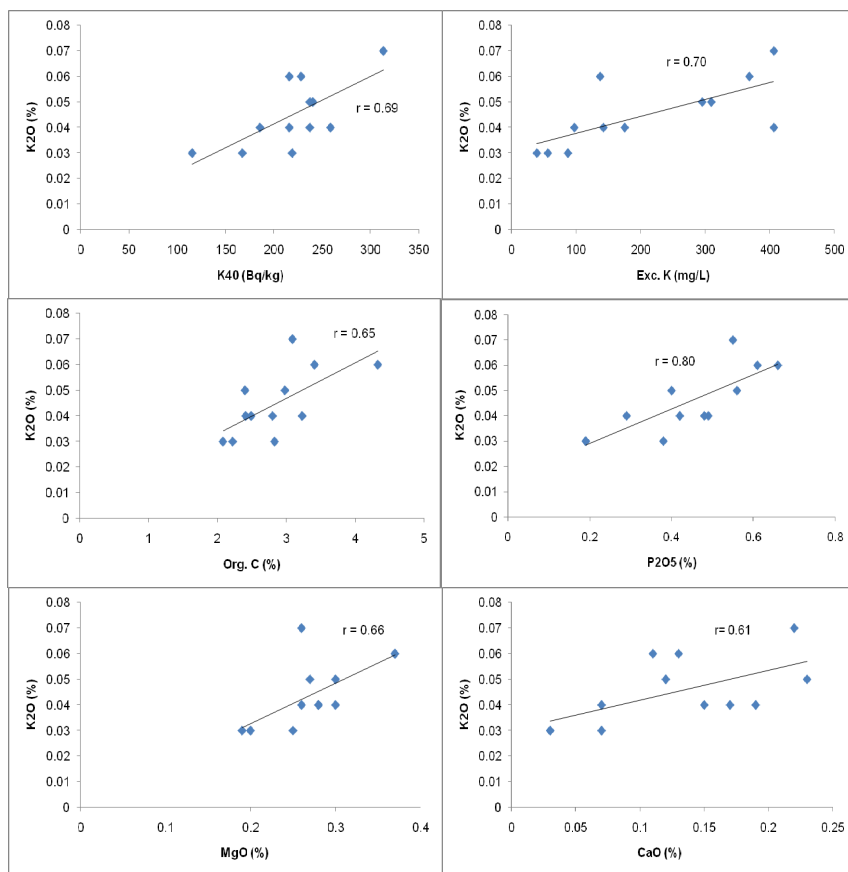 0.08
0.07
0.06
0.05
0.04
0.03
0.02
0.01
0
K2O (%)
r = 0.69
0 50 100 150 200 250 300 350
K40 (Bq/kg)
0.08
0.07
0.06
0.05
0.04
0.03
0.02
0.01
0
K2O (%)
r = 0.70
0 100 200 300 400 500
Exc. K (mg/L)
0.08
0.07
0.06
0.05
0.04
0.03
0.02
0.01
0
K2O (%)
r = 0.65
0 1 2 3 4 5
Org. C (%)
0.08
0.07
0.06
0.05
0.04
0.03
0.02
0.01
0
K2O (%)
r = 0.80
0 0.2 0.4 0.6 0.8
P2O5 (%)
0.08
0.07
0.06
0.05
0.04
0.03
0.02
0.01
0
K2O (%)
r = 0.66
0 0.1 0.2 0.3 0.4
MgO (%)
0.08
0.07
0.06
0.05
0.04
0.03
0.02
0.01
0
K2O (%)
r= 0.61
0 0.05 0.1 0.15 0.2 0.25
CaO (%)